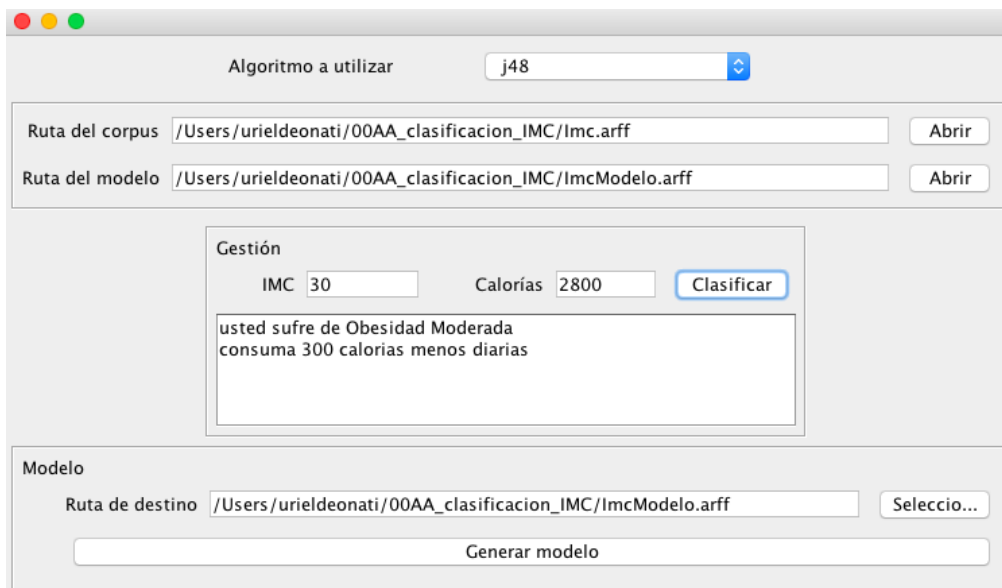 Algoritmo a utilizar j48
Ruta del corpus /Users/urieldeonati/00AA_clasificacion_IMC/Imc.arff Abrir
Ruta del modelo /Users/urieldeonati/00AA_clasificacion_IMC/ImcModelo.arff Abrir
Gestión
IMC 30 Calorías 2800 Clasificar
usted sufre de Obesidad Moderada
consuma 300 calorias menos diarias
Modelo
Ruta de destino /Users/urieldeonati/00AA_clasificacion_IMC/ImcModelo.arff Seleccio...
Generar modelo